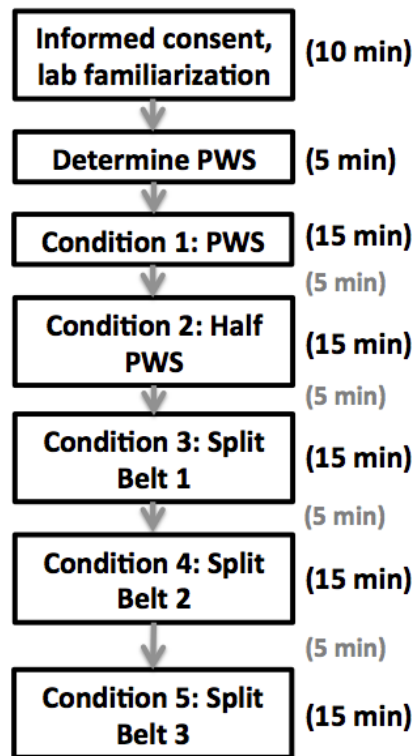 Informed consent,
lab familiarization
(10 min)
Determine PWS
(5 min)
Condition 1: PWS
(15 min)
(5 min)
Condition 2: Half
PWS
(15 min)
(5 min)
Condition 3: Split
Belt 1
(15 min)
(5 min)
Condition 4: Split
Belt 2
(15 min)
(5 min)
Condition 5: Split
Belt 3
(15 min)